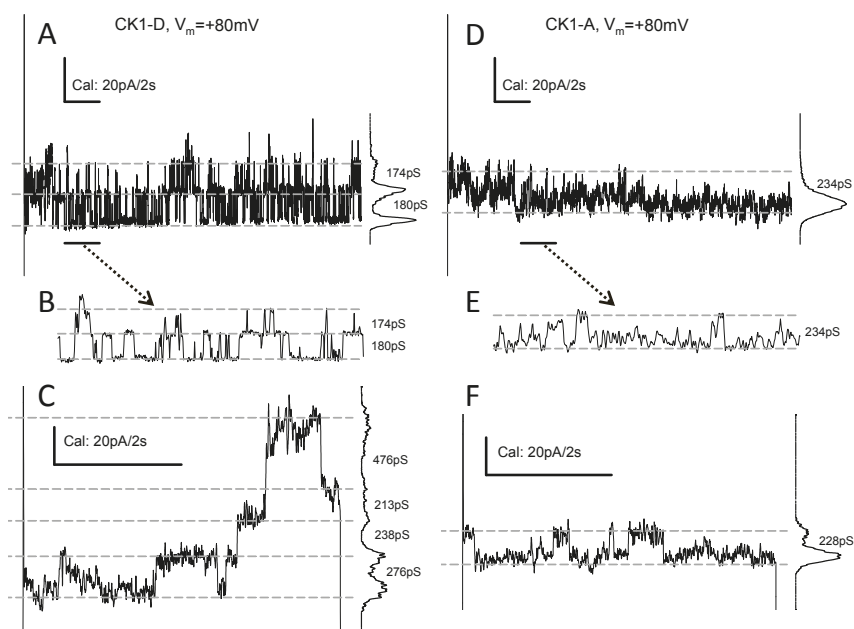 A
CK1-D, Vm=+80mV
Cal: 20pA/2s
174pS
180pS
B
174pS
180pS
C
Cal: 20pA/2s
476pS
213pS
238pS
276pS
D
CK1-A, Vm=+80mV
Cal: 20pA/2s
234pS
E
234pS
F
Cal: 20pA/2s
228pS